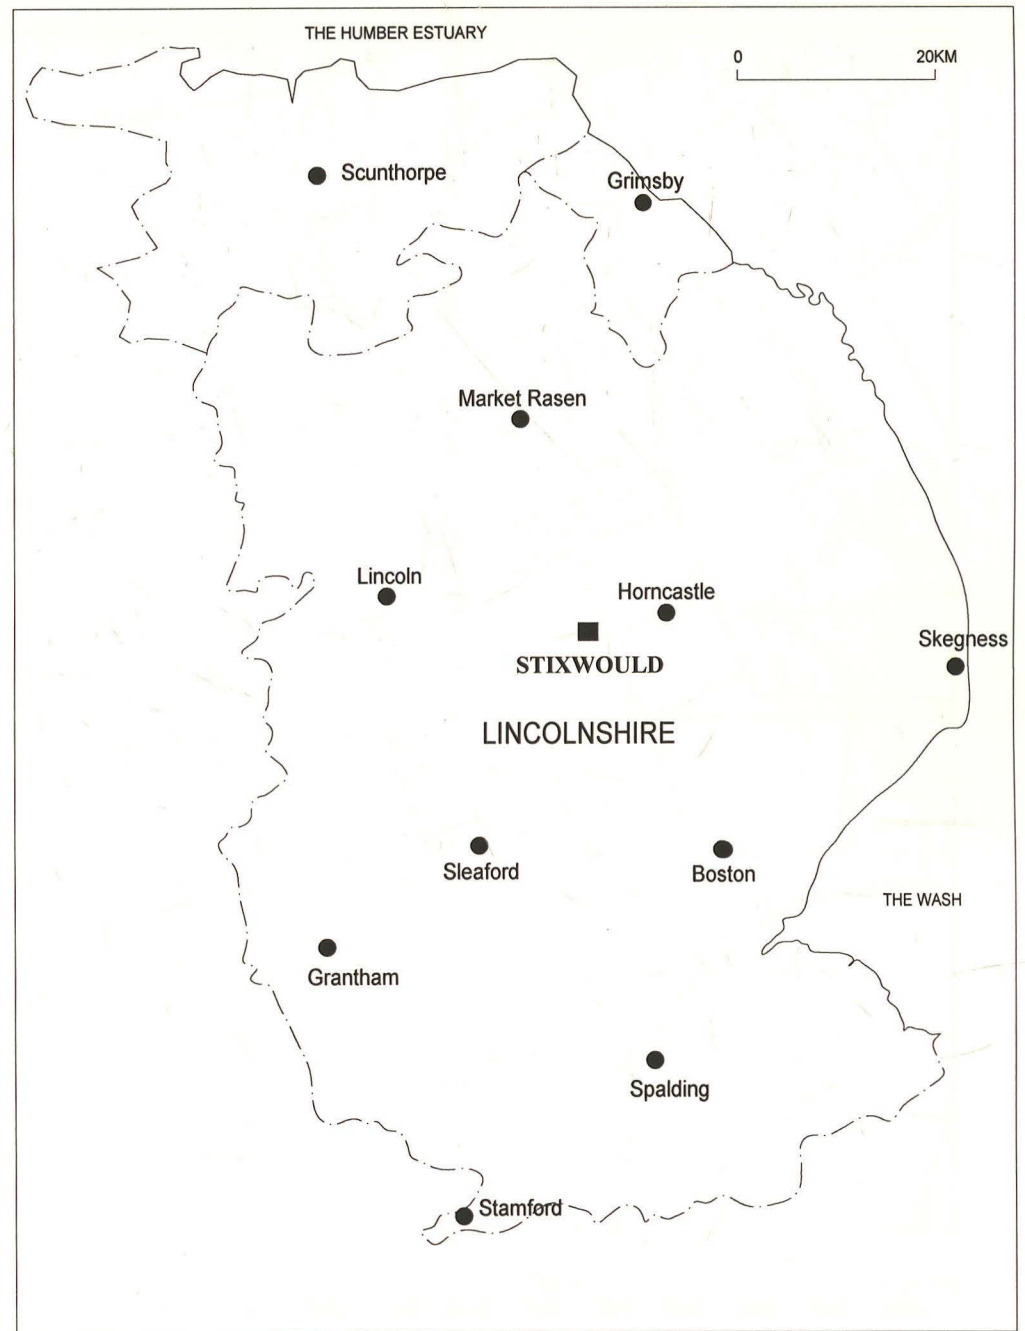 THE HUMBER ESTUARY
0 20KM
Scunthorpe
Grimsby
Market Rasen
Lincoln
Horncastle
Skegness
STIXWOULD
LINCOLNSHIRE
Sleaford
Boston
THE WASH
Grantham
Spalding
Stamford